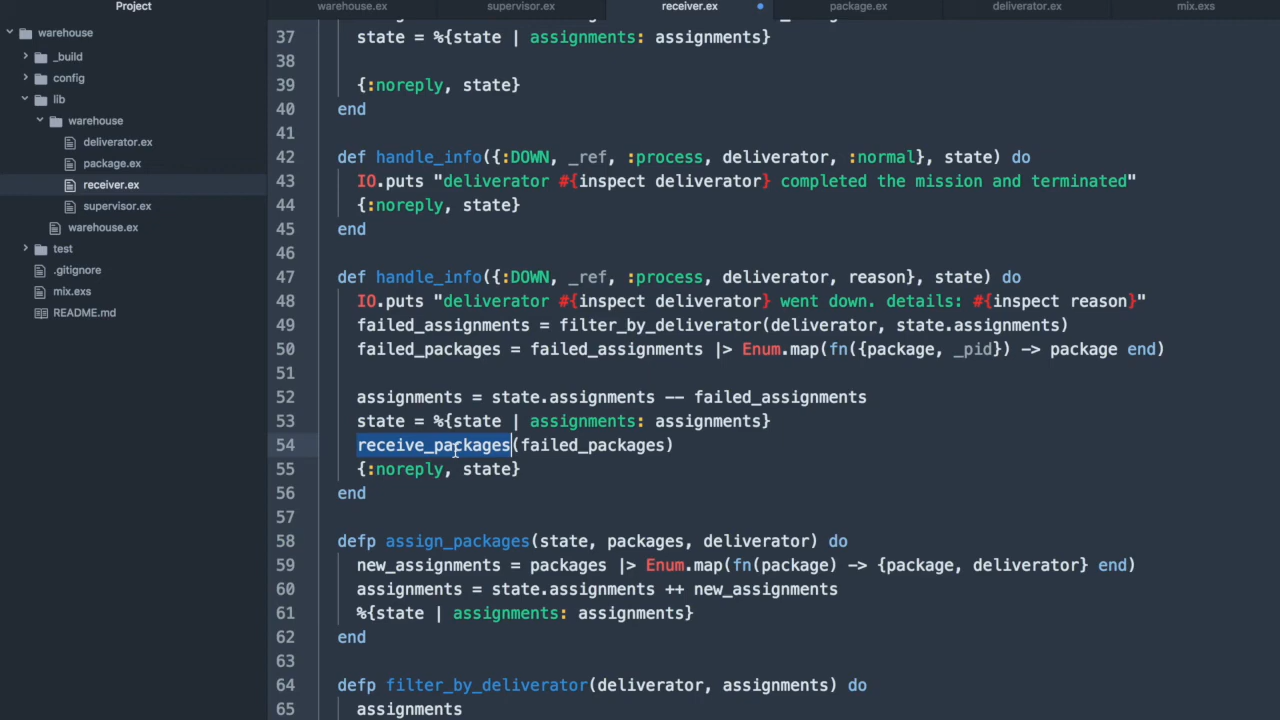 Project
warehouse.ex
supervisor.ex
receiver.ex
package.ex
deliverator.ex
mix.exs
warehouse
_build
config
lib
warehouse
deliverator.ex
package.ex
receiver.ex
supervisor.ex
warehouse.ex
test
.gitignore
mix.exs
README.md
37 state = %{state | assignments: assignments}
38
39 {:noreply, state}
40 end
41
42 def handle_info({:DOWN, _ref, :process, deliverator, :normal}, state) do
43 IO.puts "deliverator #{inspect deliverator} completed the mission and terminated"
44 {:noreply, state}
45 end
46
47 def handle_info({:DOWN, _ref, :process, deliverator, reason}, state) do
48 IO.puts "deliverator #{inspect deliverator} went down. details: #{inspect reason}"
49 failed_assignments = filter_by_deliverator(deliverator, state.assignments)
50 failed_packages = failed_assignments |> Enum.map(fn({package, _pid}) -> package end)
51
52 assignments = state.assignments -- failed_assignments
53 state = %{state | assignments: assignments}
54 receive_packages(failed_packages)
55 {:noreply, state}
56 end
57
58 defp assign_packages(state, packages, deliverator) do
59 new_assignments = packages |> Enum.map(fn(package) -> {package, deliverator} end)
60 assignments = state.assignments ++ new_assignments
61 %{state | assignments: assignments}
62 end
63
64 defp filter_by_deliverator(deliverator, assignments) do
65 assignments